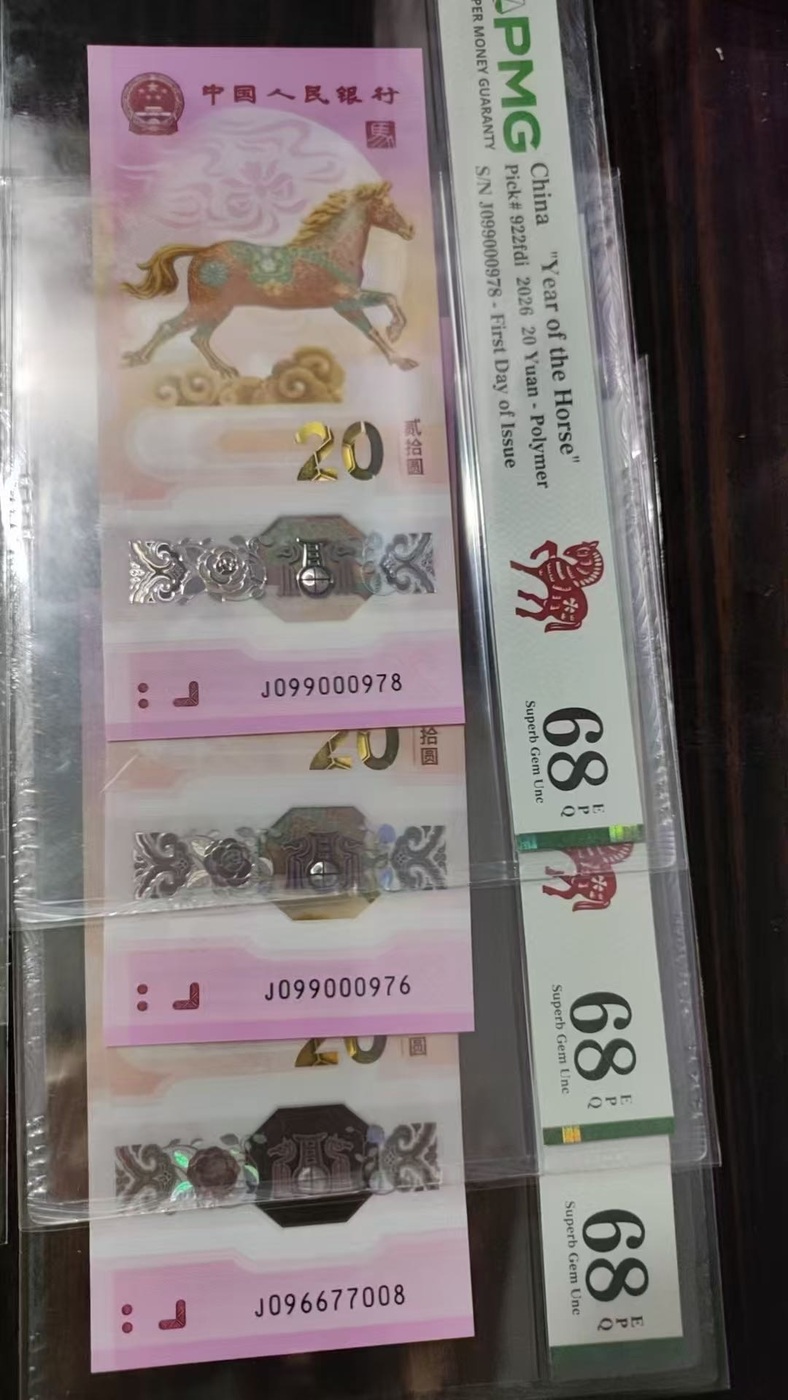 中国人民银行
馬
20
贰拾圆
J099000978
20
拾圆
J099000976
20
圆
J096677008
PMG
PER MONEY GUARANTY
China "Year of the Horse"
Pick# 922fdi 2026 20 Yuan - Polymer
S/N J099000978 - First Day of Issue
68 EPQ
Superb Gem Unc
68 EPQ
Superb Gem Unc
68 EPQ
Superb Gem Unc